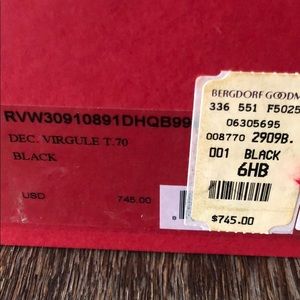 RVW30910891DHQB99
DEC. VIRGULE T.70
BLACK
USD 745.00
BERGDORF GOODM
336 551 F5025
06305695
008770 2909B.
001 BLACK
6HB
$745.00